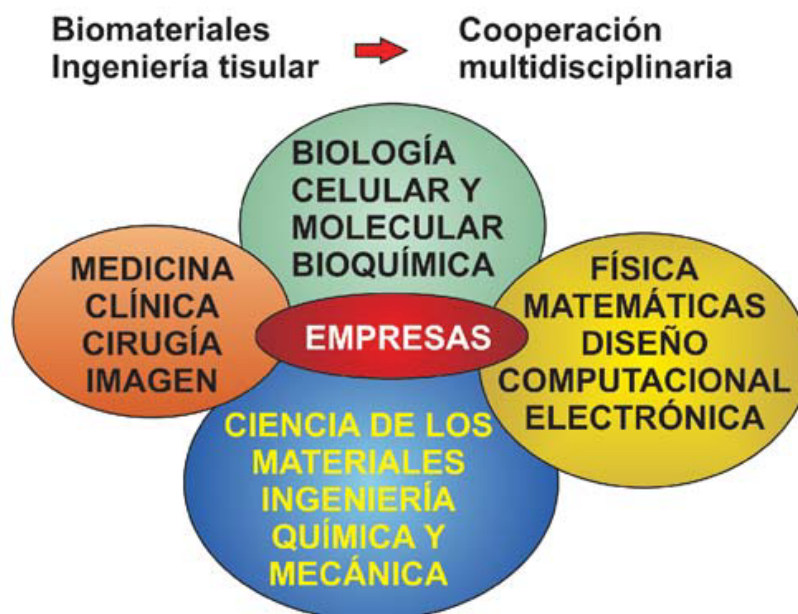 Biomateriales
Ingeniería tisular
Cooperación
multidisciplinaria
BIOLOGÍA
CELULAR Y
MOLECULAR
BIOQUÍMICA
MEDICINA
CLÍNICA
CIRUGÍA
IMAGEN
EMPRESAS
FÍSICA
MATEMÁTICAS
DISEÑO
COMPUTACIONAL
ELECTRÓNICA
CIENCIA DE LOS
MATERIALES
INGENIERÍA
QUÍMICA Y
MECÁNICA